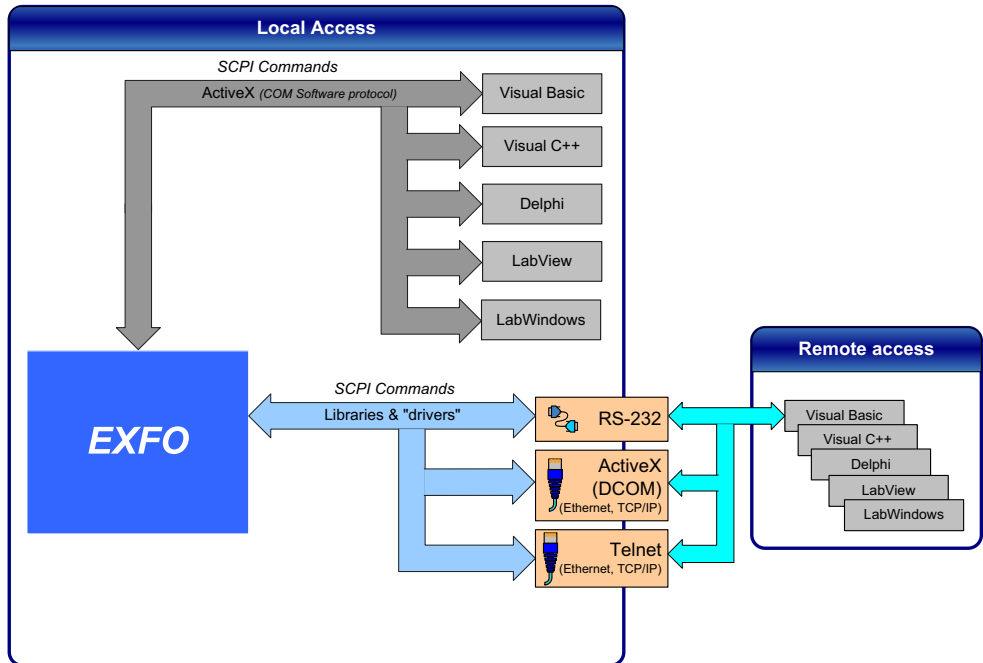 Local Access
SCPI Commands
ActiveX (COM Software protocol)
Visual Basic
Visual C++
Delphi
LabView
LabWindows
EXFO
SCPI Commands
Libraries & "drivers"
RS-232
ActiveX
(DCOM)
(Ethernet, TCP/IP)
Telnet
(Ethernet, TCP/IP)
Remote access
Visual Basic
Visual C++
Delphi
LabView
LabWindows